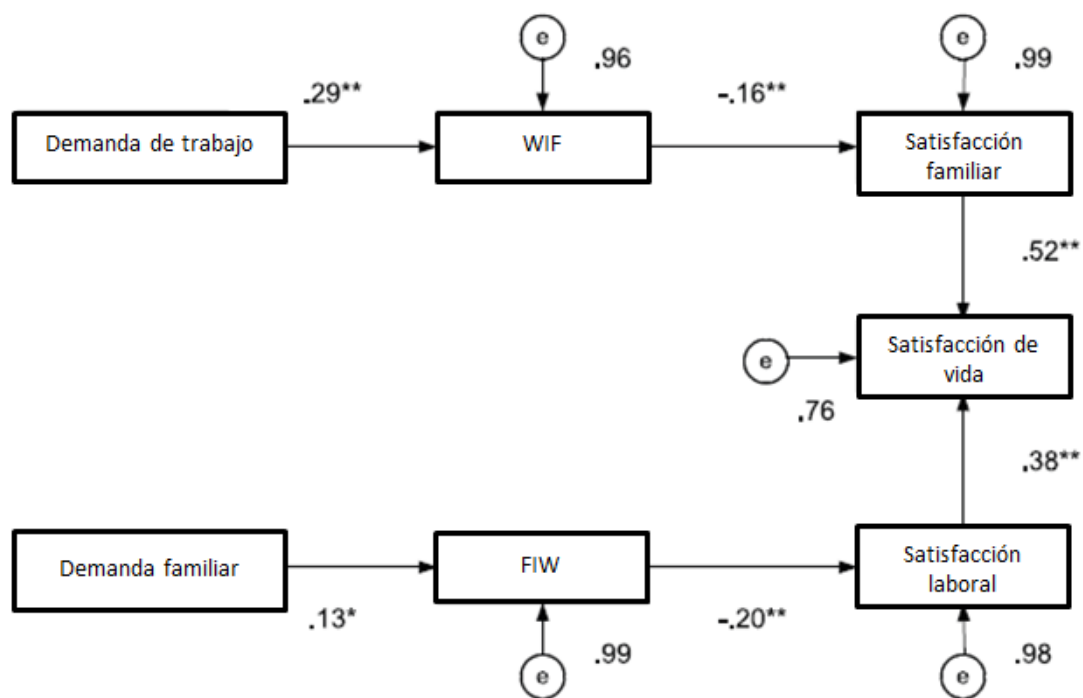 e
.96
e
.99
.29**
-.16**
Demanda de trabajo
WIF
Satisfacción
familiar
.52**
Satisfacción de
vida
e
.76
.38**
Demanda familiar
FIW
Satisfacción
laboral
.13*
-.20**
e
.99
e
.98